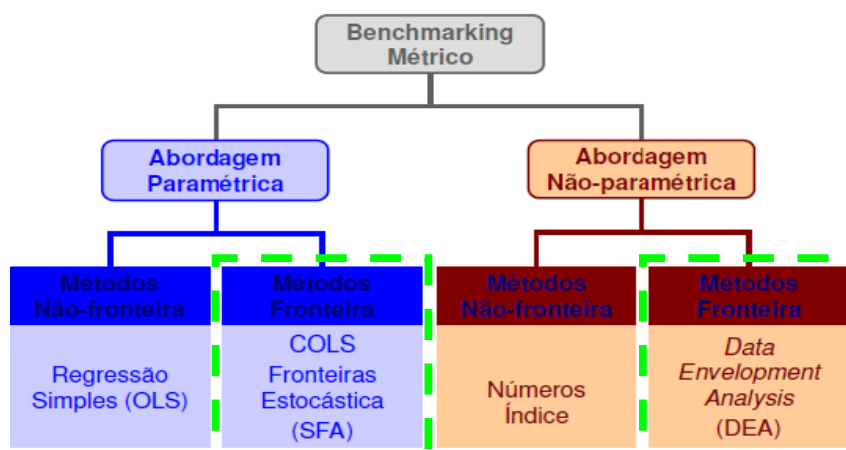 Benchmarking
Métrico
Abordagem
Paramétrica
Abordagem
Não-paramétrica
Métodos
Não-fronteira
Métodos
Fronteira
Métodos
Não-fronteira
Métodos
Fronteira
Regressão
Simples (OLS)
COLS
Fronteiras
Estocástica
(SFA)
Números
Índice
Data
Envelopment
Analysis
(DEA)